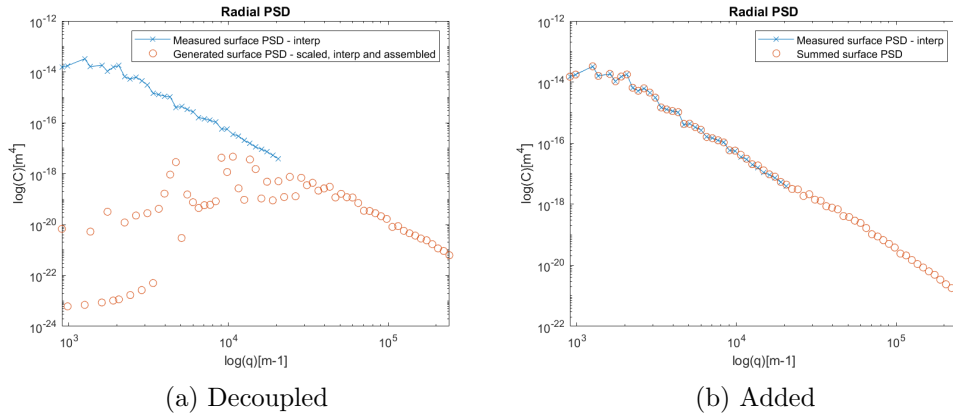 Radial PSD
Measured surface PSD - interp
Generated surface PSD - scaled, interp and assembled
10^-12
10^-14
10^-16
10^-18
10^-20
10^-22
10^-24
log(C)[m^4]
10^3
10^4
10^5
log(q)[m-1]
(a) Decoupled
Radial PSD
Measured surface PSD - interp
Summed surface PSD
10^-12
10^-14
10^-16
10^-18
10^-20
10^-22
log(C)[m^4]
10^3
10^4
10^5
log(q)[m-1]
(b) Added